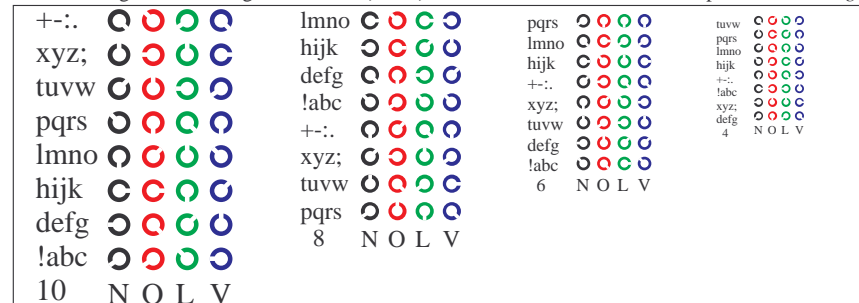 +-:.
xyz;
tuvw
pqrs
lmno
hijk
defg
!abc
10 N O L V
lmno
hijk
defg
!abc
+-:.
xyz;
tuvw
pqrs
8 N O L V
pqrs
lmno
hijk
+-:.
xyz;
tuvw
defg
!abc
6 N O L V
tuvw
pqrs
lmno
hijk
+-:.
!abc
xyz;
defg
4 N O L V